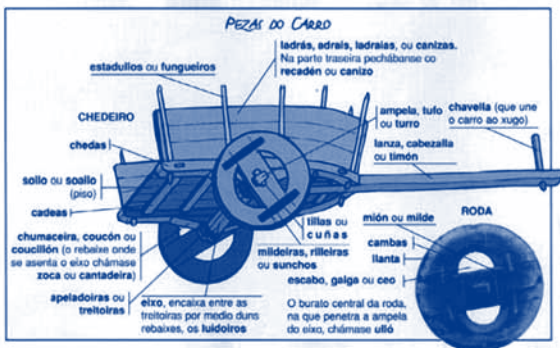 PEZAS DO CARRO
ladrás, adrais, ladraias, ou canizas.
Na parte traseira pechábanse co
recadén ou canizo
estadullos ou fungueiros
CHEDEIRO
chedas
sollo ou soallo
(piso)
cadeas
chumaceira, coucón ou
coucillón (o rebaixe onde
se asenta o eixo chámase
zoca ou cantadeira)
apeladoiras ou
treitoiras
eixo, encaixa entre as
treitoiras por medio duns
rebaixes, os luidoiros
tillas ou
cuñas
miideiras, rilleiras
ou sunchos
ampela, tufo
ou turro
chavella (que une
o carro ao xugo)
lanza, cabezalla
ou timón
RODA
mión ou milde
cambas
llanta
escabo, galga ou ceo
O burato central da roda,
na que penetra a ampela
do eixo, chámase ulló